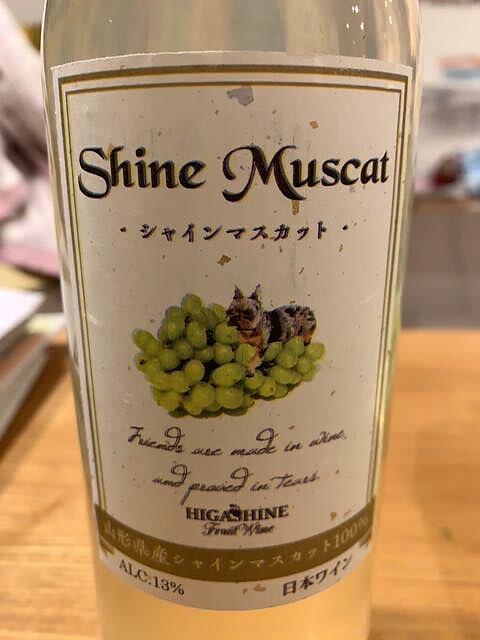 Shine Muscat
・シャインマスカット・
Friends are made in wine,
and proved in tears.
HIGASHINE
Fruit Wine
山形県産シャインマスカット100%
ALC.13% 日本ワイン